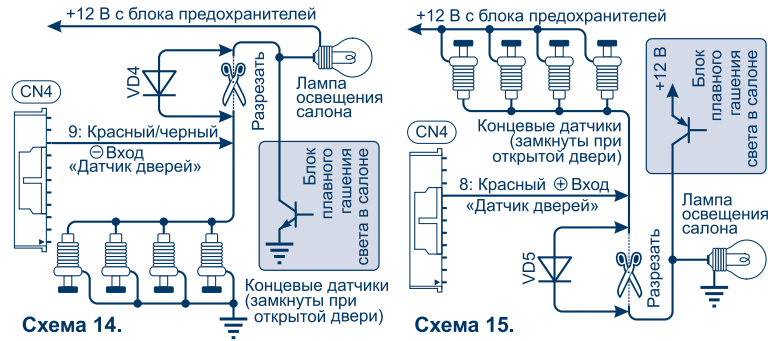 +12 В с блока предохранителей
VD4
Разрезать
Лампа
освещения
салона
CN4
9: Красный/черный
⊖ Вход
«Датчик дверей»
Блок
плавного
гашения
света в салоне
Концевые датчики
(замкнуты при
открытой двери)
Схема 14.
+12 В с блока предохранителей
+12 В
Блок
плавного
гашения
света в салоне
Концевые датчики
(замкнуты при
открытой двери)
CN4
8: Красный ⊕ Вход
«Датчик дверей»
Лампа
освещения
салона
VD5
Разрезать
Схема 15.